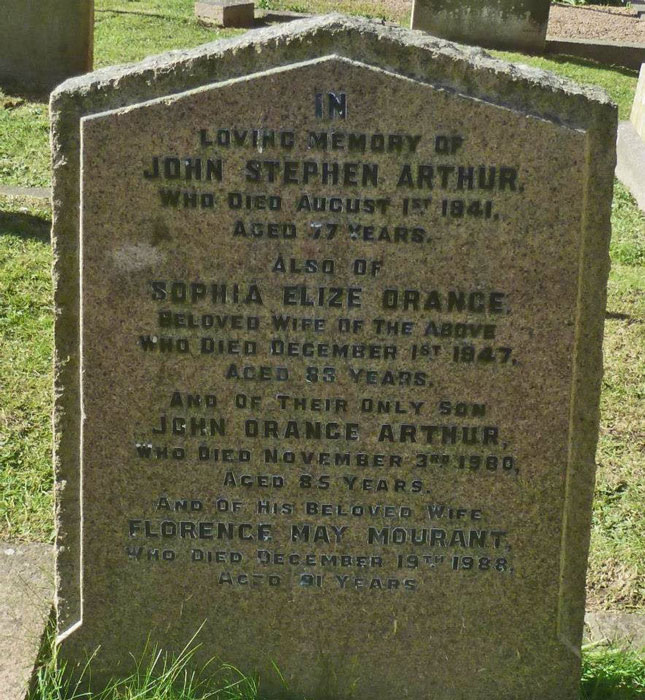 IN
LOVING MEMORY OF
JOHN STEPHEN ARTHUR,
WHO DIED AUGUST 1ST 1941,
AGED 77 YEARS.
ALSO OF
SOPHIA ELIZE ORANGE,
BELOVED WIFE OF THE ABOVE
WHO DIED DECEMBER 1ST 1947,
AGED 83 YEARS.
AND OF THEIR ONLY SON
JOHN ORANGE ARTHUR,
WHO DIED NOVEMBER 3RD 1980,
AGED 85 YEARS.
AND OF HIS BELOVED WIFE
FLORENCE MAY MOURANT,
WHO DIED DECEMBER 19TH 1988,
AGED 91 YEARS